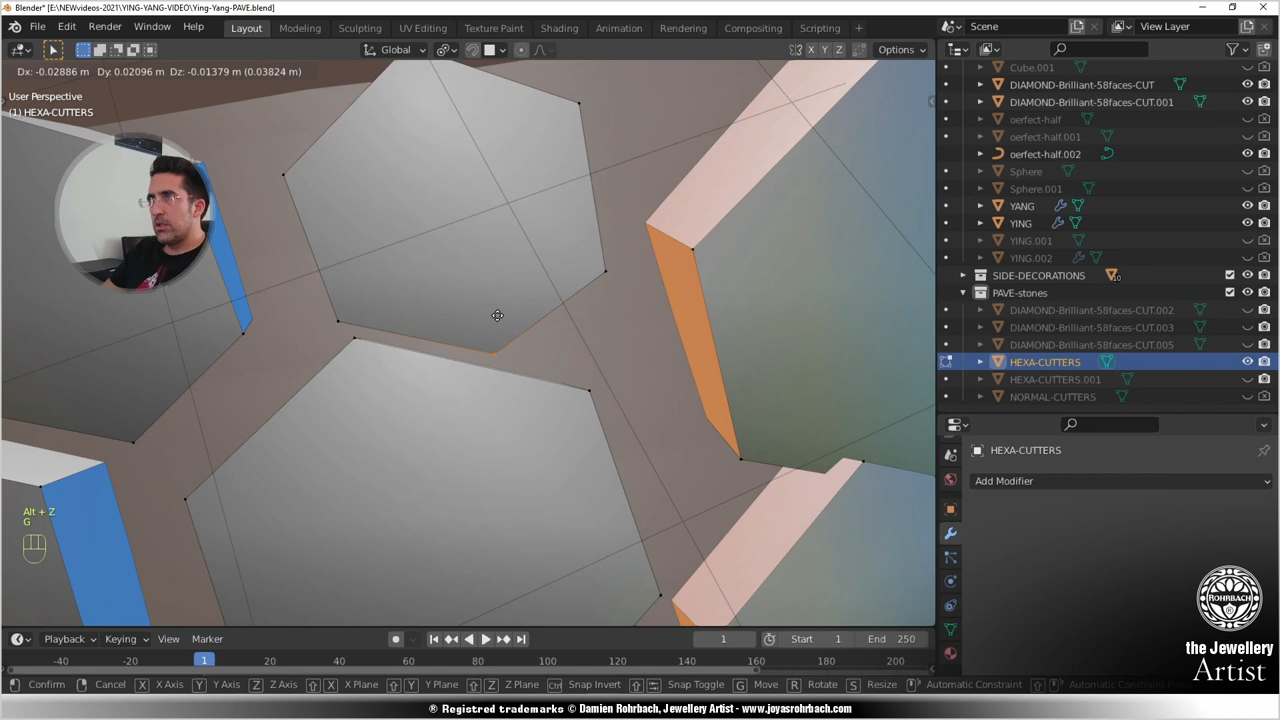 Blender* [E:\NEWvideos-2021\YING-YANG-VIDEO\Ying-Yang-PAVE.blend]
File Edit Render Window Help Layout Modeling Sculpting UV Editing Texture Paint Shading Animation Rendering Compositing Scripting + Scene View Layer
Global X Y Z Options
Dx: -0.02886 m Dy: 0.02096 m Dz: -0.01379 m (0.03824 m)
User Perspective
(1) HEXA-CUTTERS
Alt + Z
G
Cube.001
DIAMOND-Brilliant-58faces-CUT
DIAMOND-Brilliant-58faces-CUT.001
oerfect-half
oerfect-half.001
oerfect-half.002
Sphere
Sphere.001
YANG
YING
YING.001
YING.002
SIDE-DECORATIONS 10
PAVE-stones
DIAMOND-Brilliant-58faces-CUT.002
DIAMOND-Brilliant-58faces-CUT.003
DIAMOND-Brilliant-58faces-CUT.005
HEXA-CUTTERS
HEXA-CUTTERS.001
NORMAL-CUTTERS
HEXA-CUTTERS
Add Modifier
ROHRBACH
the Jewellery
Artist
Playback Keying View Marker 1 Start 1 End 250
-40 -20 1 20 40 60 80 100 120 140 160 180 200
Confirm Cancel X X Axis Y Y Axis Z Z Axis X X Plane Y Y Plane Z Z Plane Ctrl Snap Invert Snap Toggle G Move R Rotate S Resize Automatic Constraint Automatic Constraint
® Registered trademarks © Damien Rohrbach, Jewellery Artist - www.joyasrohrbach.com